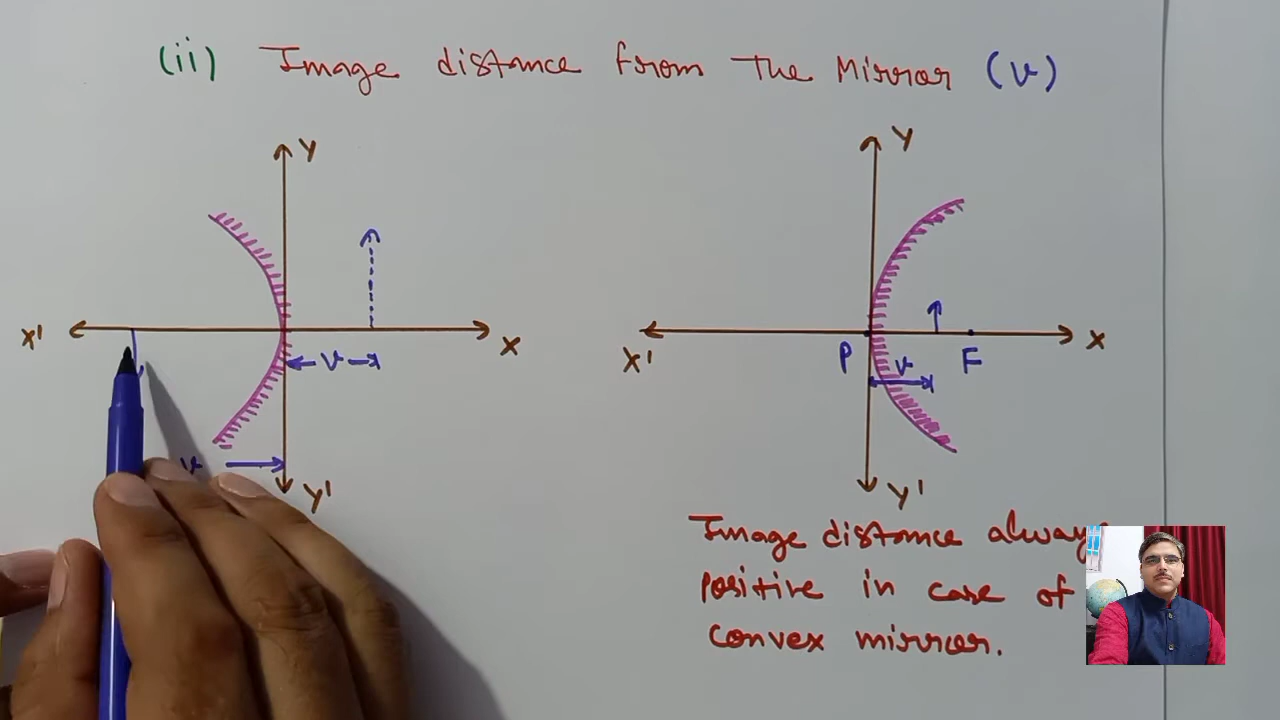 (ii) Image distance from The Mirror (v)
Y
Y
X'
X
X'
X
v
P
v
F
v
Y'
Y'
Image distance always
positive in case of
convex mirror.